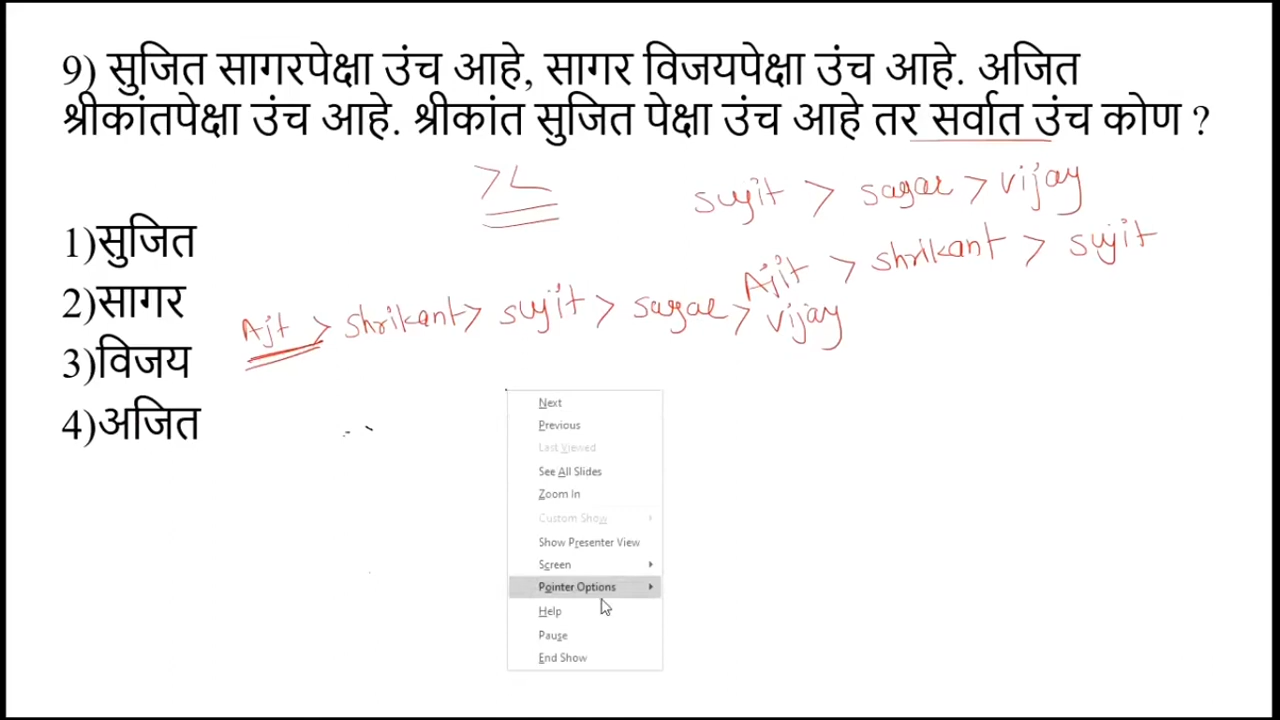 9) सुजित सागरपेक्षा उंच आहे, सागर विजयपेक्षा उंच आहे. अजित
श्रीकांतपेक्षा उंच आहे. श्रीकांत सुजित पेक्षा उंच आहे तर सर्वात उंच कोण ?
> <
sujit > sagar > vijay
Ajit > shrikant > sujit
1)सुजित
2)सागर
Ajit > shrikant > sujit > sagar > vijay
3)विजय
4)अजित
Next
Previous
Last Viewed
See All Slides
Zoom In
Custom Show
Show Presenter View
Screen
Pointer Options
Help
Pause
End Show